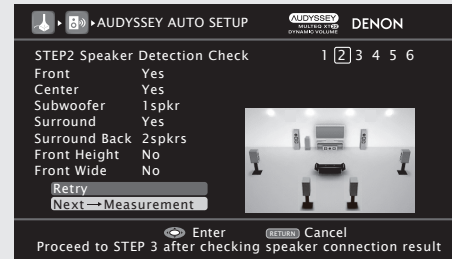 AUDYSSEY AUTO SETUP
AUDYSSEY
MULTEQ XT32
DYNAMIC VOLUME
DENON
STEP2 Speaker Detection Check 1 2 3 4 5 6
Front Yes
Center Yes
Subwoofer 1spkr
Surround Yes
Surround Back 2spkrs
Front Height No
Front Wide No
Retry
Next→Measurement
Enter RETURN Cancel
Proceed to STEP 3 after checking speaker connection result